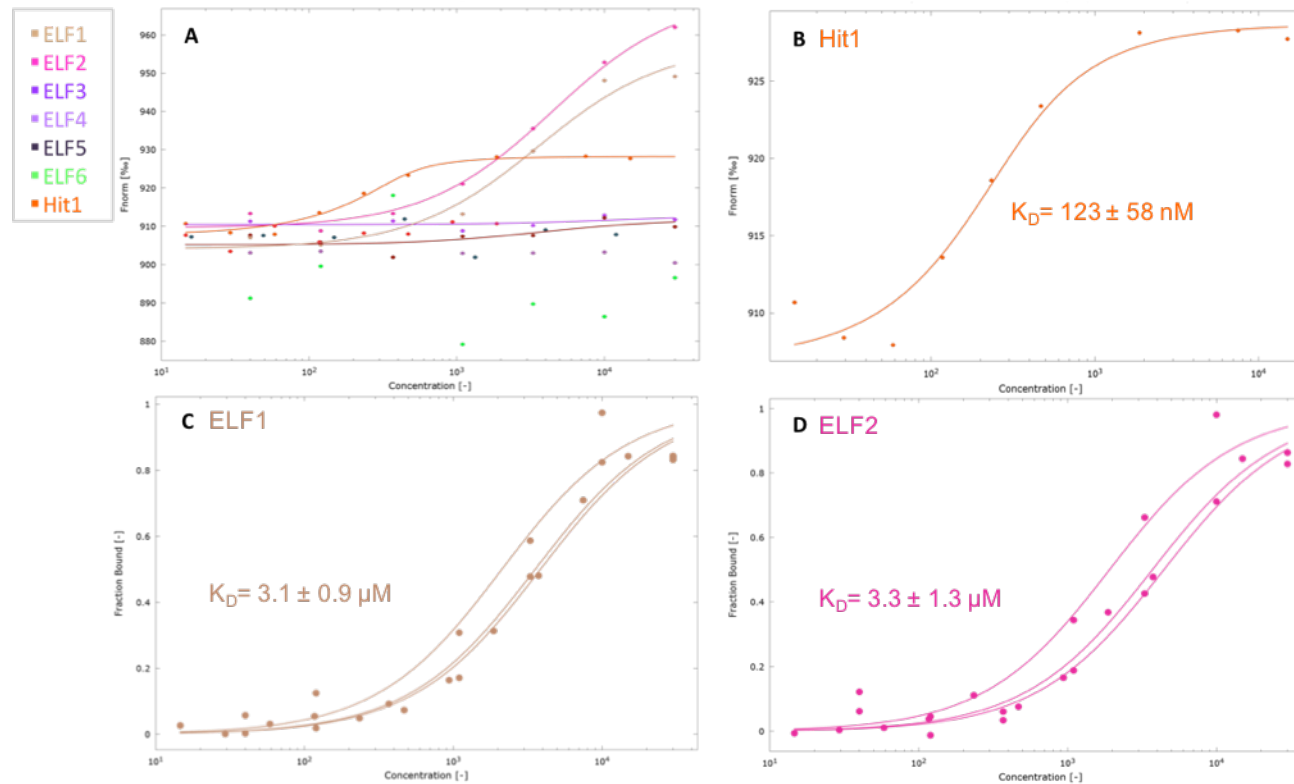 ELF1
ELF2
ELF3
ELF4
ELF5
ELF6
Hit1
A
Fnorm [‰]
960
950
940
930
920
910
900
890
880
10¹
10²
10³
10⁴
Concentration [-]
B Hit1
925
920
915
910
K_D= 123 ± 58 nM
10²
10³
10⁴
Concentration [-]
C ELF1
Fraction Bound [-]
1
0.8
0.6
0.4
0.2
0
K_D= 3.1 ± 0.9 µM
10¹
10²
10³
10⁴
Concentration [-]
D ELF2
Fraction Bound [-]
1
0.8
0.6
0.4
0.2
0
K_D= 3.3 ± 1.3 µM
10¹
10²
10³
10⁴
Concentration [-]